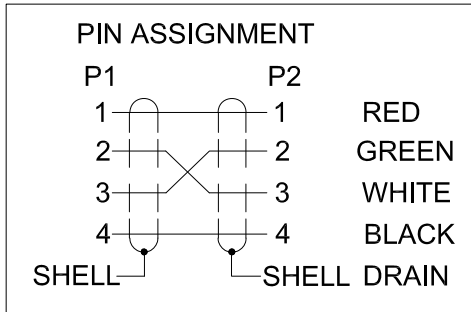 PIN ASSIGNMENT
P1 P2
1 1 RED
2 2 GREEN
3 3 WHITE
4 4 BLACK
SHELL SHELL DRAIN